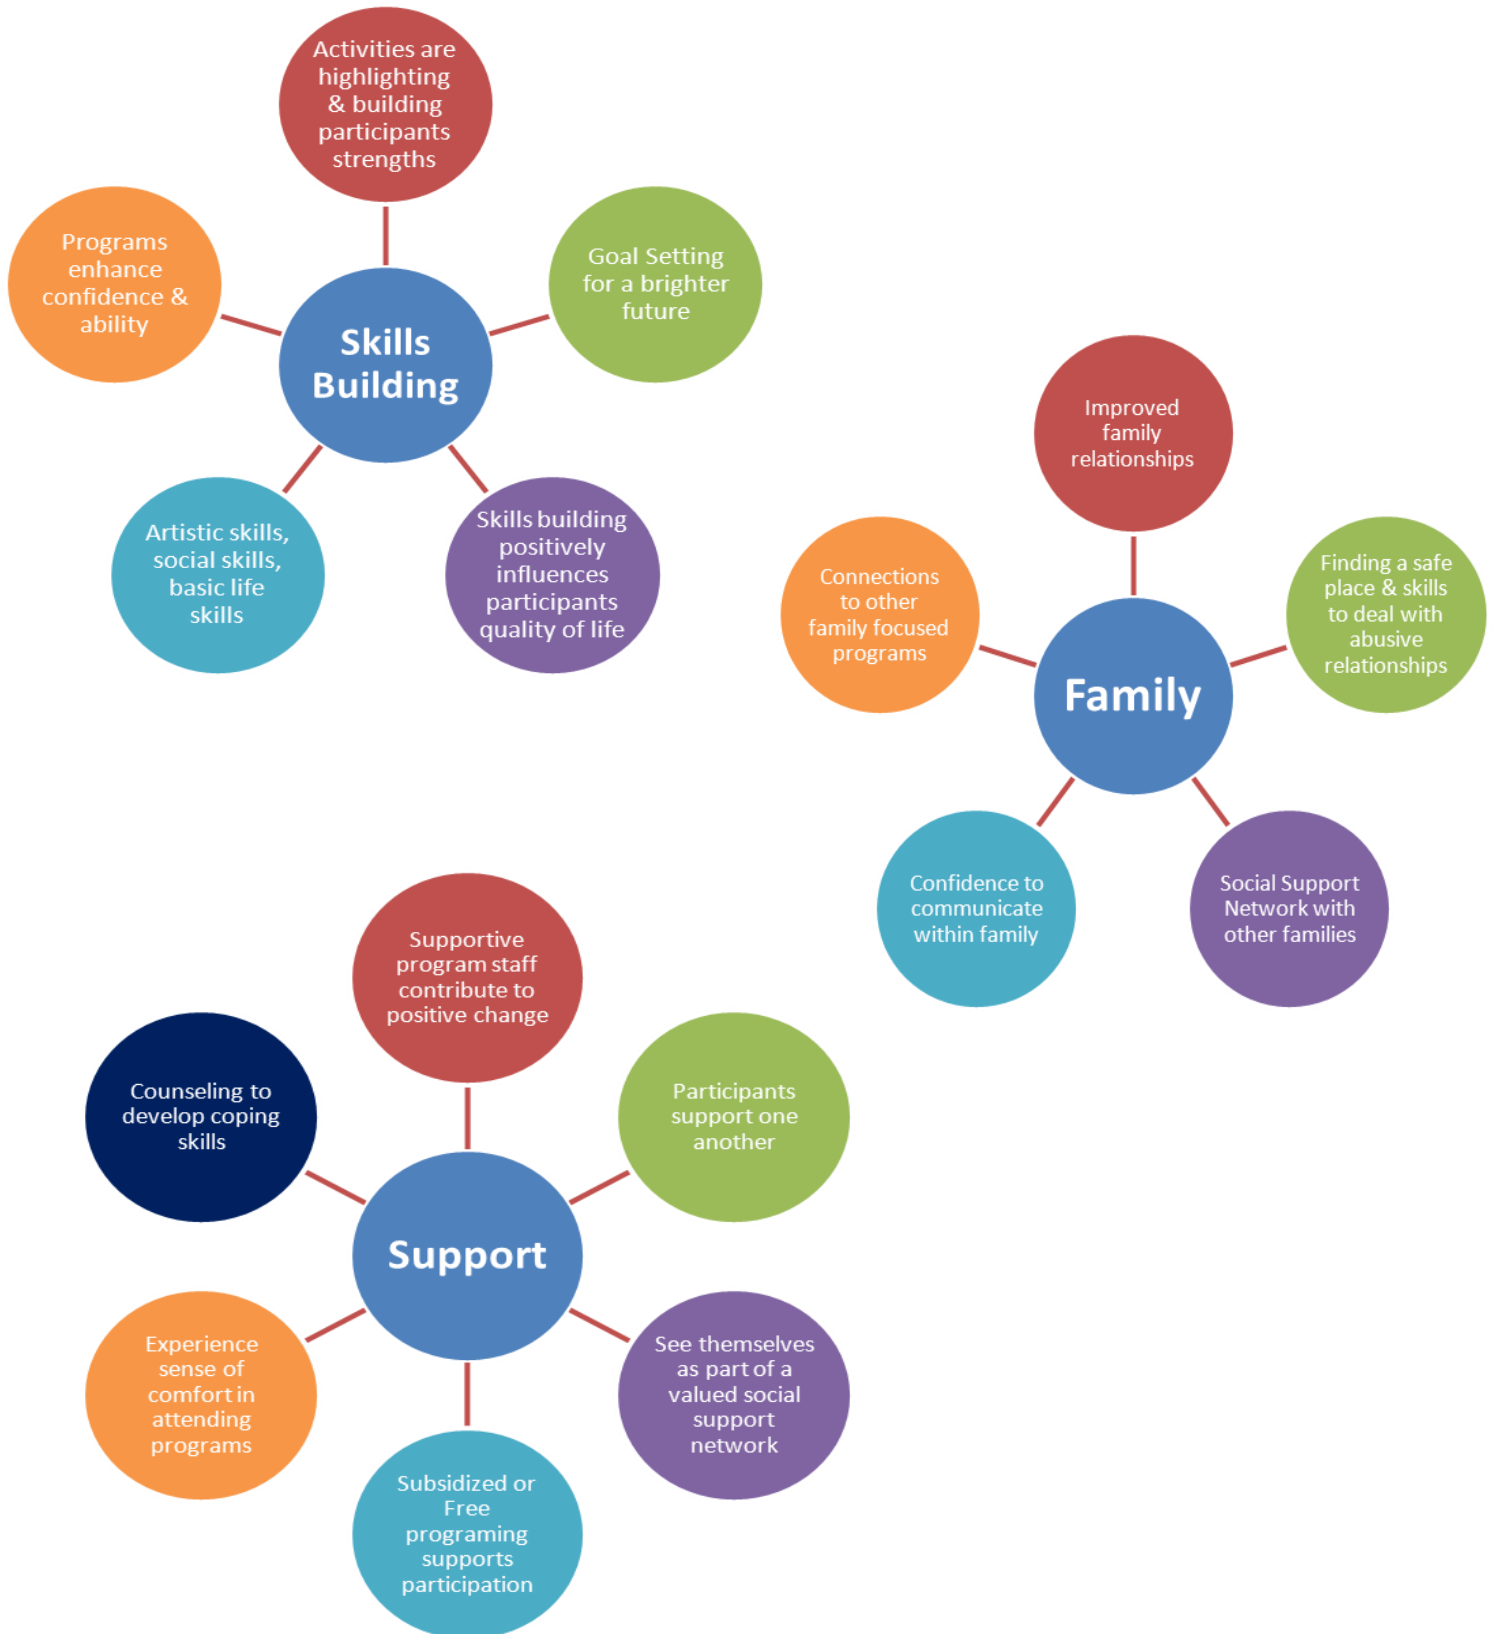 Activities are
highlighting
& building
participants
strengths
Programs
enhance
confidence &
ability
Goal Setting
for a brighter
future
Skills
Building
Artistic skills,
social skills,
basic life
skills
Skills building
positively
influences
participants
quality of life
Improved
family
relationships
Connections
to other
family focused
programs
Finding a safe
place & skills
to deal with
abusive
relationships
Family
Confidence to
communicate
within family
Social Support
Network with
other families
Supportive
program staff
contribute to
positive change
Counseling to
develop coping
skills
Participants
support one
another
Support
Experience
sense of
comfort in
attending
programs
See themselves
as part of a
valued social
support
network
Subsidized or
Free
programing
supports
participation